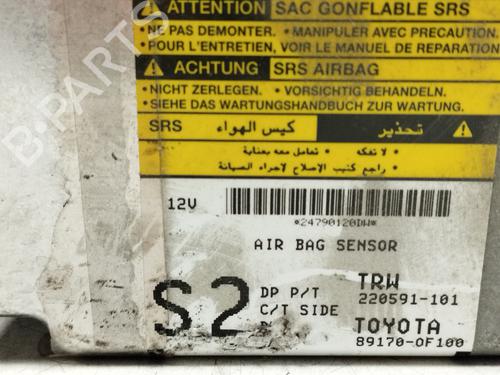 ATTENTION SAC GONFLABLE SRS
•NE PAS DEMONTER. •MANIPULER AVEC PRECAUTION.
•POUR L'ENTRETIEN, VOIR LE MANUEL DE REPARATION.
ACHTUNG SRS AIRBAG
•NICHT ZERLEGEN. •VORSICHTIG BEHANDELN.
•SIEHE DAS WARTUNGSHANDBUCH ZUR WARTUNG.
تحذير كيس الهواء SRS
• لا تفكه • تعامل معه بعناية
• راجع كتيب الإصلاح لإجراء الصيانة
12V
*24790120DW*
AIR BAG SENSOR
S2
DP P/T TRW
C/T SIDE 220591-101
TOYOTA
89170-0F100
B-PARTS